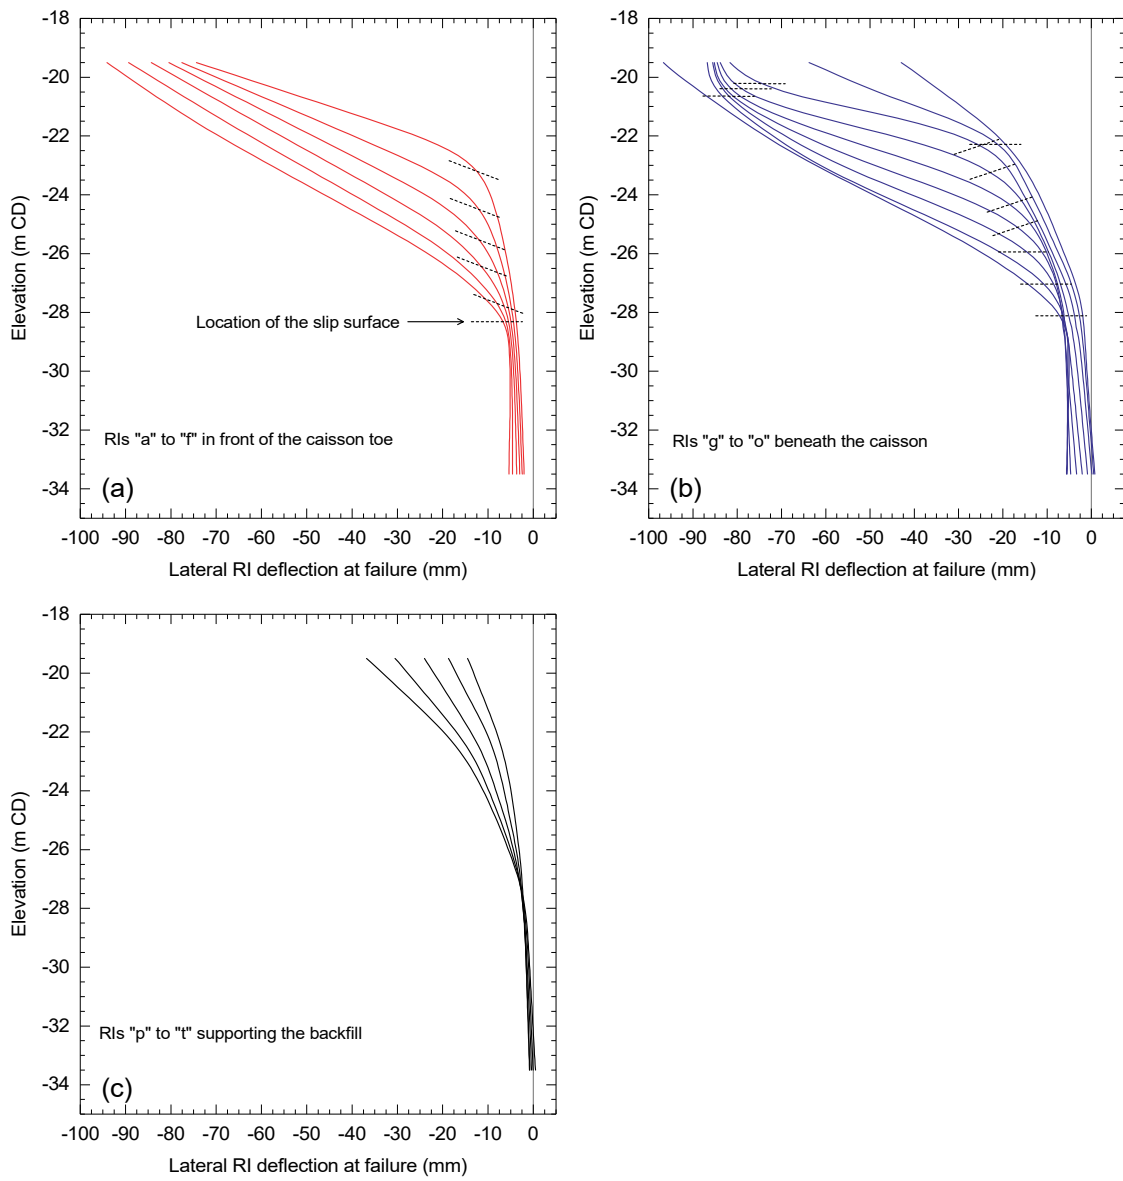 -18
-20
-22
-24
-26
-28
-30
-32
-34
Elevation (m CD)
Location of the slip surface
RIs "a" to "f" in front of the caisson toe
(a)
-100 -90 -80 -70 -60 -50 -40 -30 -20 -10 0
Lateral RI deflection at failure (mm)
-18
-20
-22
-24
-26
-28
-30
-32
-34
Elevation (m CD)
RIs "g" to "o" beneath the caisson
(b)
-100 -90 -80 -70 -60 -50 -40 -30 -20 -10 0
Lateral RI deflection at failure (mm)
-18
-20
-22
-24
-26
-28
-30
-32
-34
Elevation (m CD)
RIs "p" to "t" supporting the backfill
(c)
-100 -90 -80 -70 -60 -50 -40 -30 -20 -10 0
Lateral RI deflection at failure (mm)